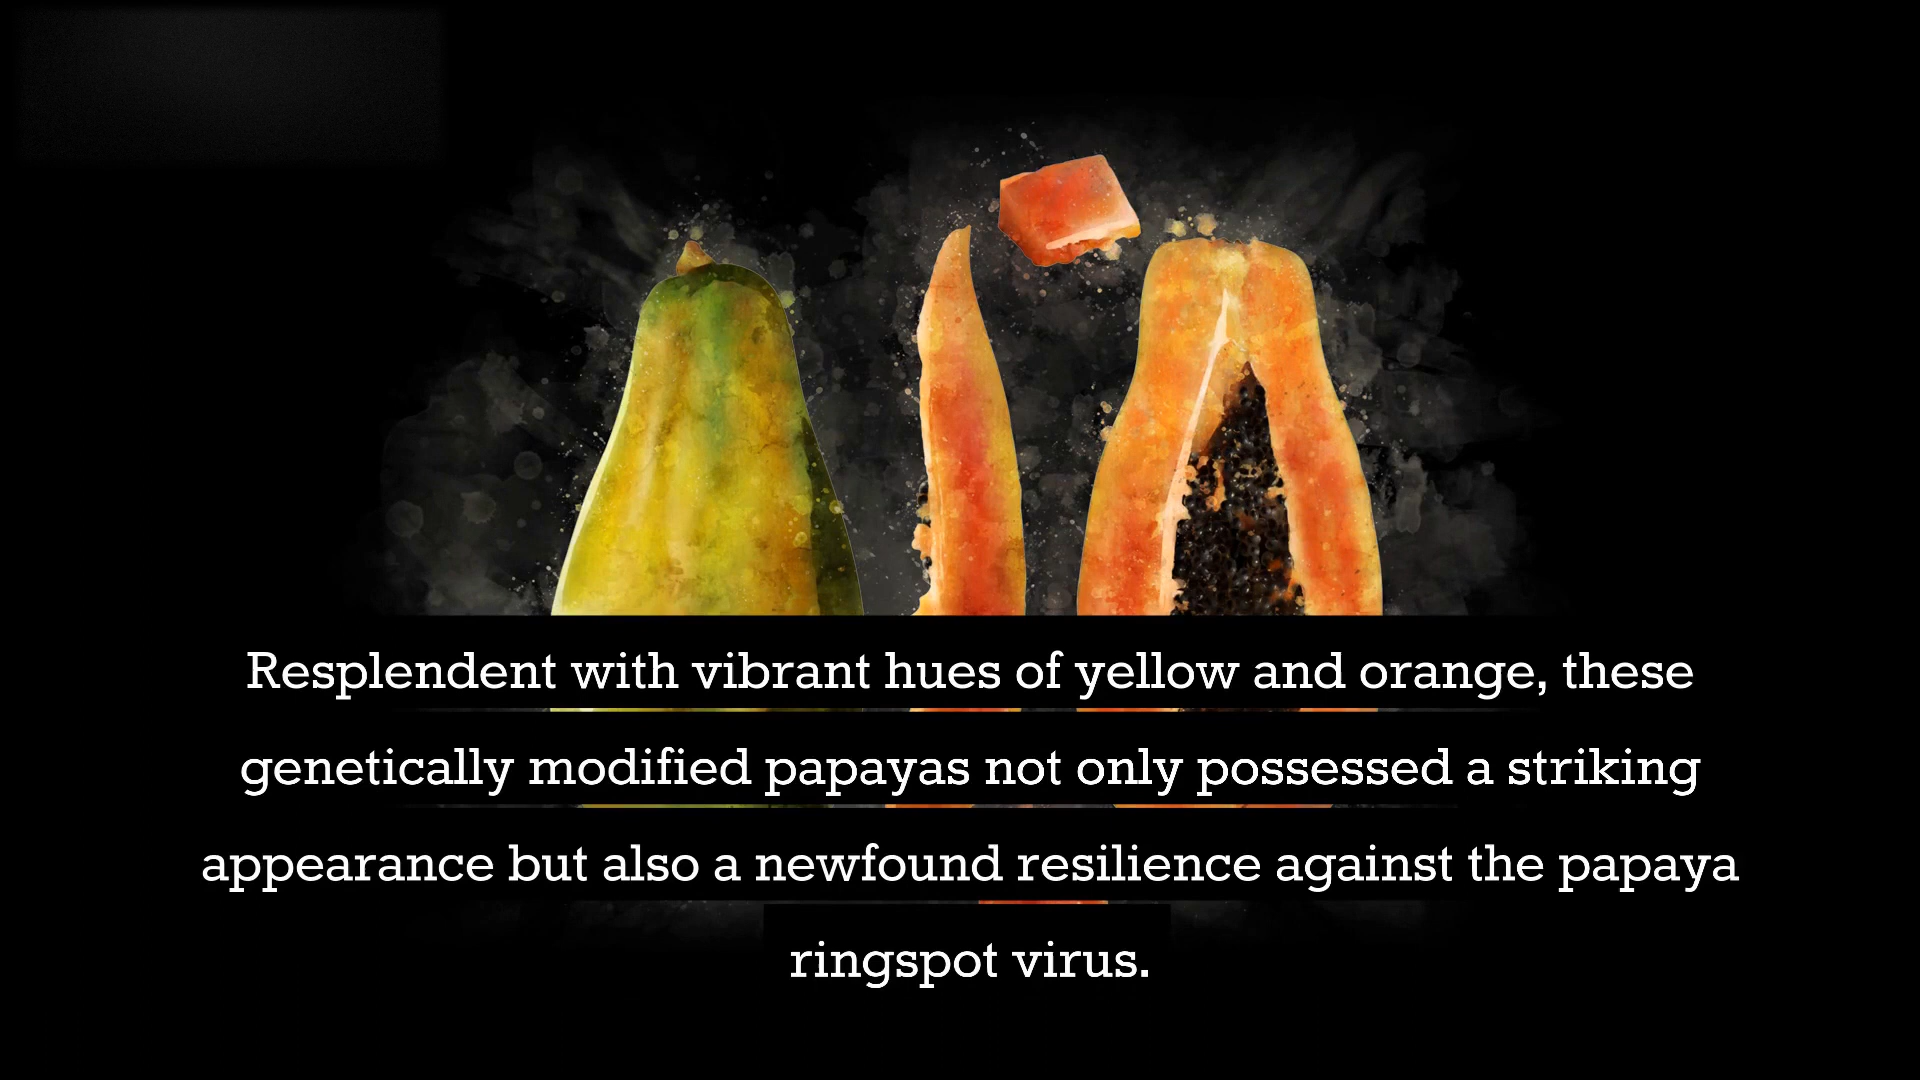 Resplendent with vibrant hues of yellow and orange, these
genetically modified papayas not only possessed a striking
appearance but also a newfound resilience against the papaya
ringspot virus.